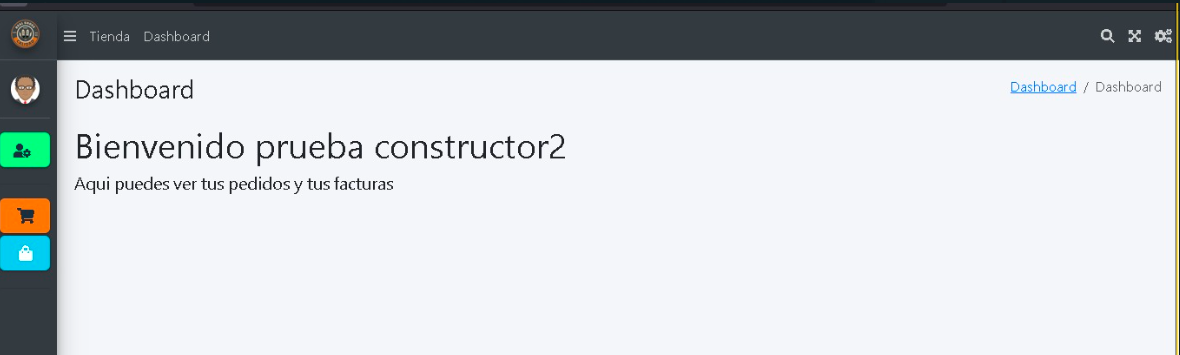 Tienda Dashboard
Dashboard
Dashboard / Dashboard
Bienvenido prueba constructor2
Aqui puedes ver tus pedidos y tus facturas